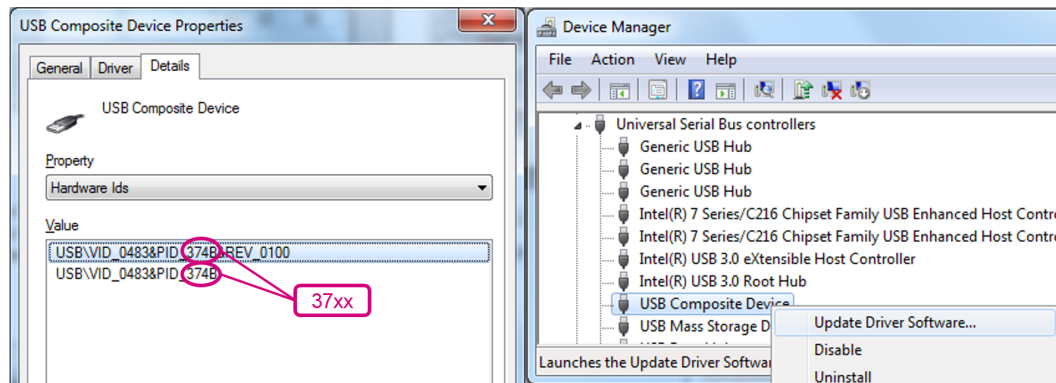 USB Composite Device Properties
General
Driver
Details
USB Composite Device
Property
Hardware Ids
Value
USB\VID_0483&PID_374B&REV_0100
USB\VID_0483&PID_374B
37xx
Device Manager
File Action View Help
Universal Serial Bus controllers
Generic USB Hub
Generic USB Hub
Generic USB Hub
Intel(R) 7 Series/C216 Chipset Family USB Enhanced Host Contr
Intel(R) 7 Series/C216 Chipset Family USB Enhanced Host Contr
Intel(R) USB 3.0 eXtensible Host Controller
Intel(R) USB 3.0 Root Hub
USB Composite Device
USB Mass Storage D
Launches the Update Driver Softwa
Update Driver Software...
Disable
Uninstall